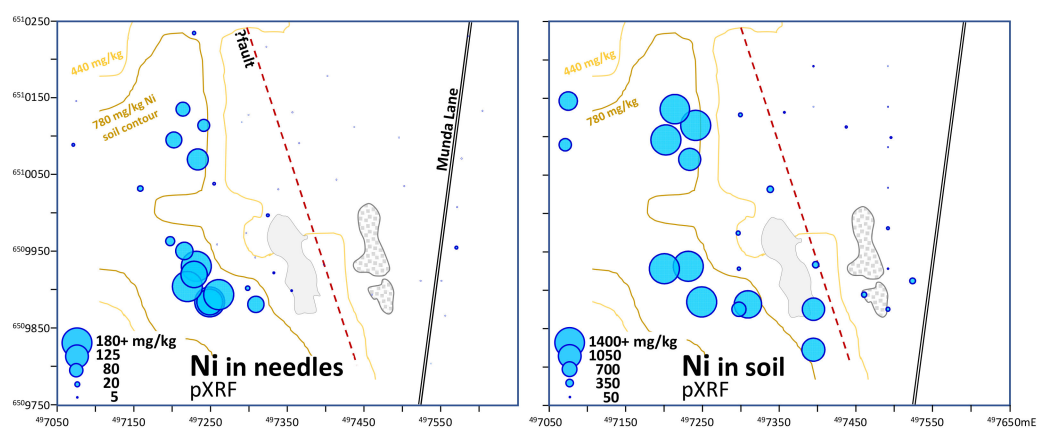 6510250
6510150
6510050
6509950
6509850
6509750
440 mg/kg
780 mg/kg Ni
soil contour
?fault
Munda Lane
180+ mg/kg
125
80
20
5
Ni in needles
pXRF
497050
497150
497250
497350
497450
497550
440 mg/kg
780 mg/kg
1400+ mg/kg
1050
700
350
50
Ni in soil
pXRF
497050
497150
497250
497350
497450
497550
497650mE